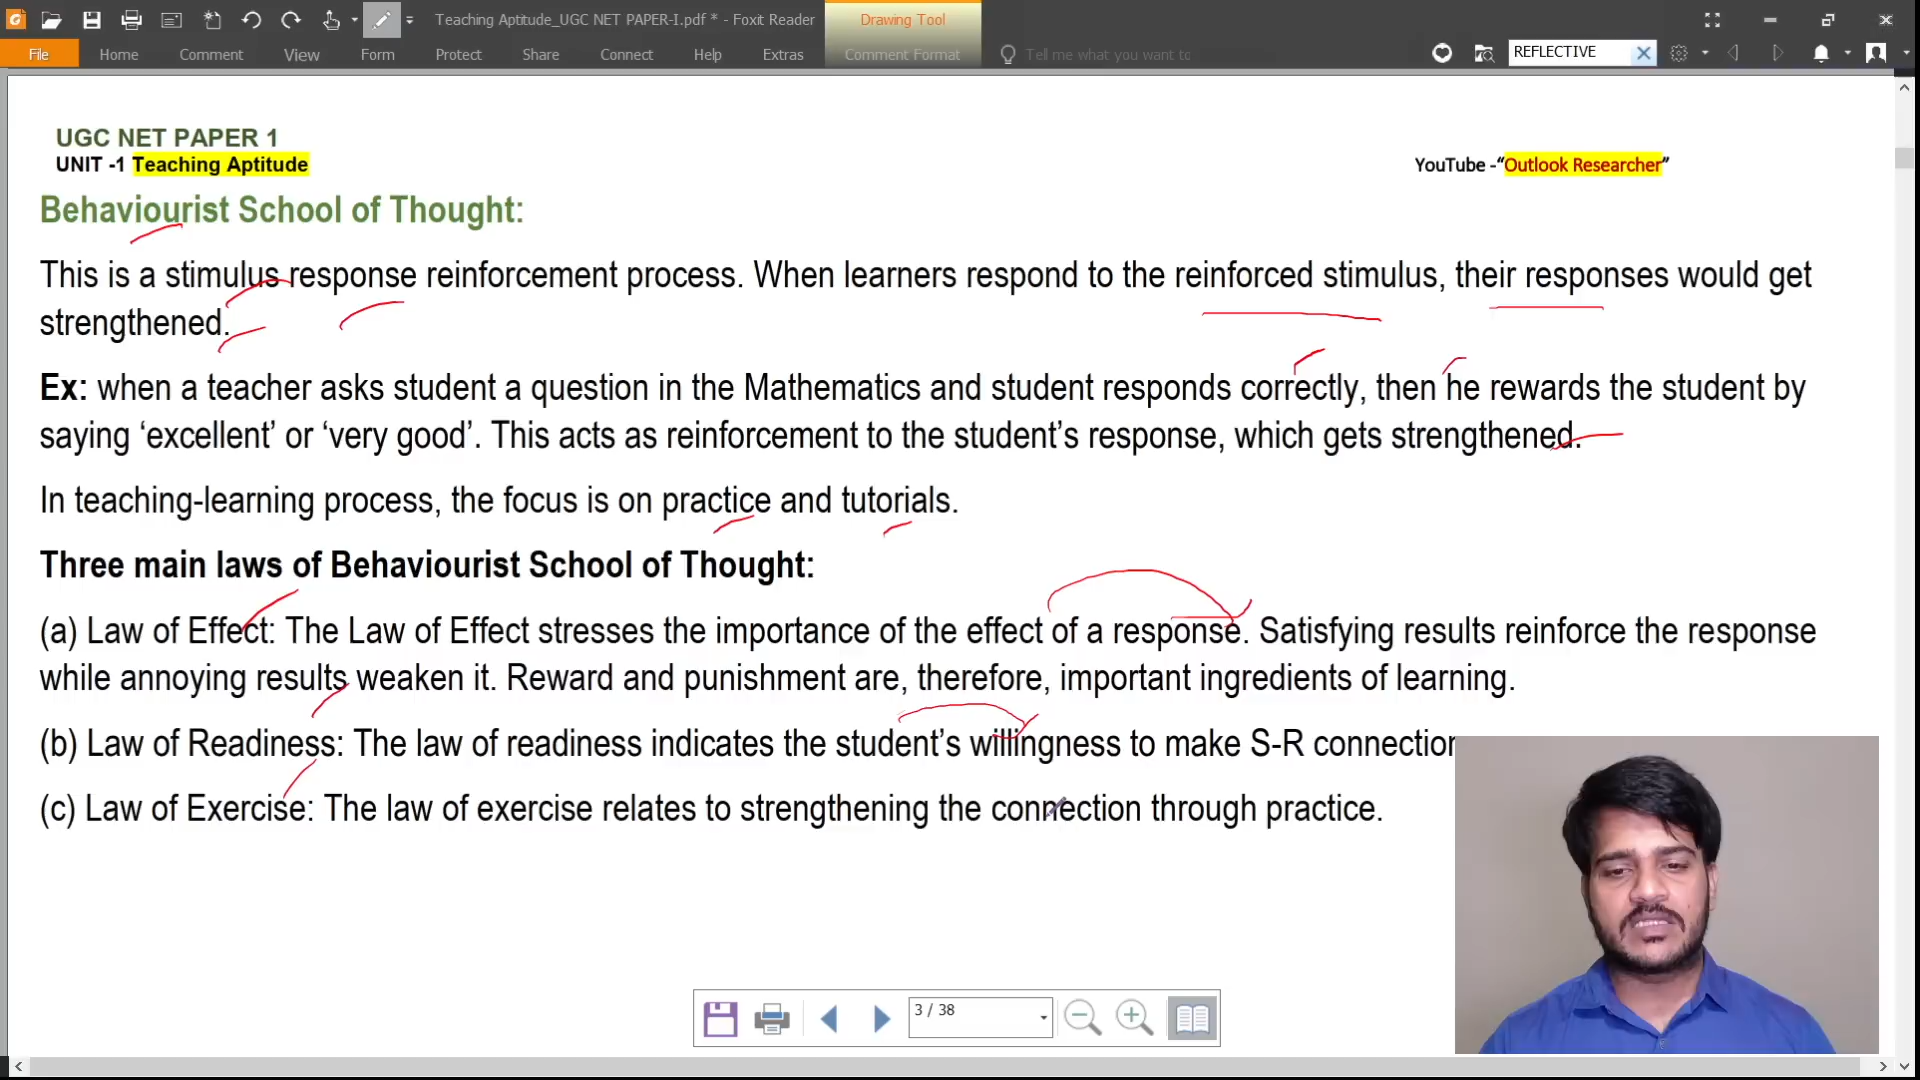 Teaching Aptitude_UGC NET PAPER-I.pdf * - Foxit Reader
Drawing Tool
File
Home
Comment
View
Form
Protect
Share
Connect
Help
Extras
Comment Format
Tell me what you want to
REFLECTIVE
UGC NET PAPER 1
UNIT -1 Teaching Aptitude
YouTube -“Outlook Researcher”
Behaviourist School of Thought:
This is a stimulus response reinforcement process. When learners respond to the reinforced stimulus, their responses would get
strengthened.
Ex: when a teacher asks student a question in the Mathematics and student responds correctly, then he rewards the student by
saying ‘excellent’ or ‘very good’. This acts as reinforcement to the student’s response, which gets strengthened.
In teaching-learning process, the focus is on practice and tutorials.
Three main laws of Behaviourist School of Thought:
(a) Law of Effect: The Law of Effect stresses the importance of the effect of a response. Satisfying results reinforce the response
while annoying results weaken it. Reward and punishment are, therefore, important ingredients of learning.
(b) Law of Readiness: The law of readiness indicates the student’s willingness to make S-R connection
(c) Law of Exercise: The law of exercise relates to strengthening the connection through practice.
3 / 38